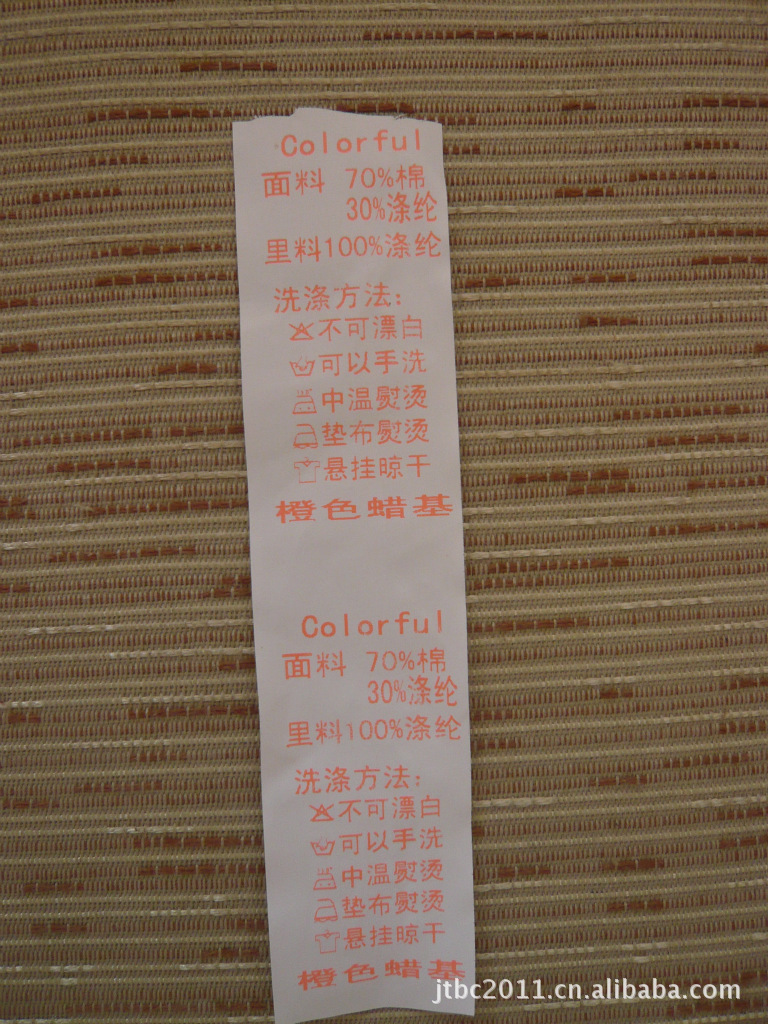 Colorful
面料 70%棉
30%涤纶
里料100%涤纶
洗涤方法:
不可漂白
可以手洗
中温熨烫
垫布熨烫
悬挂晾干
橙色蜡基
Colorful
面料 70%棉
30%涤纶
里料100%涤纶
洗涤方法:
不可漂白
可以手洗
中温熨烫
垫布熨烫
悬挂晾干
橙色蜡基
jtbc2011.cn.alibaba.com